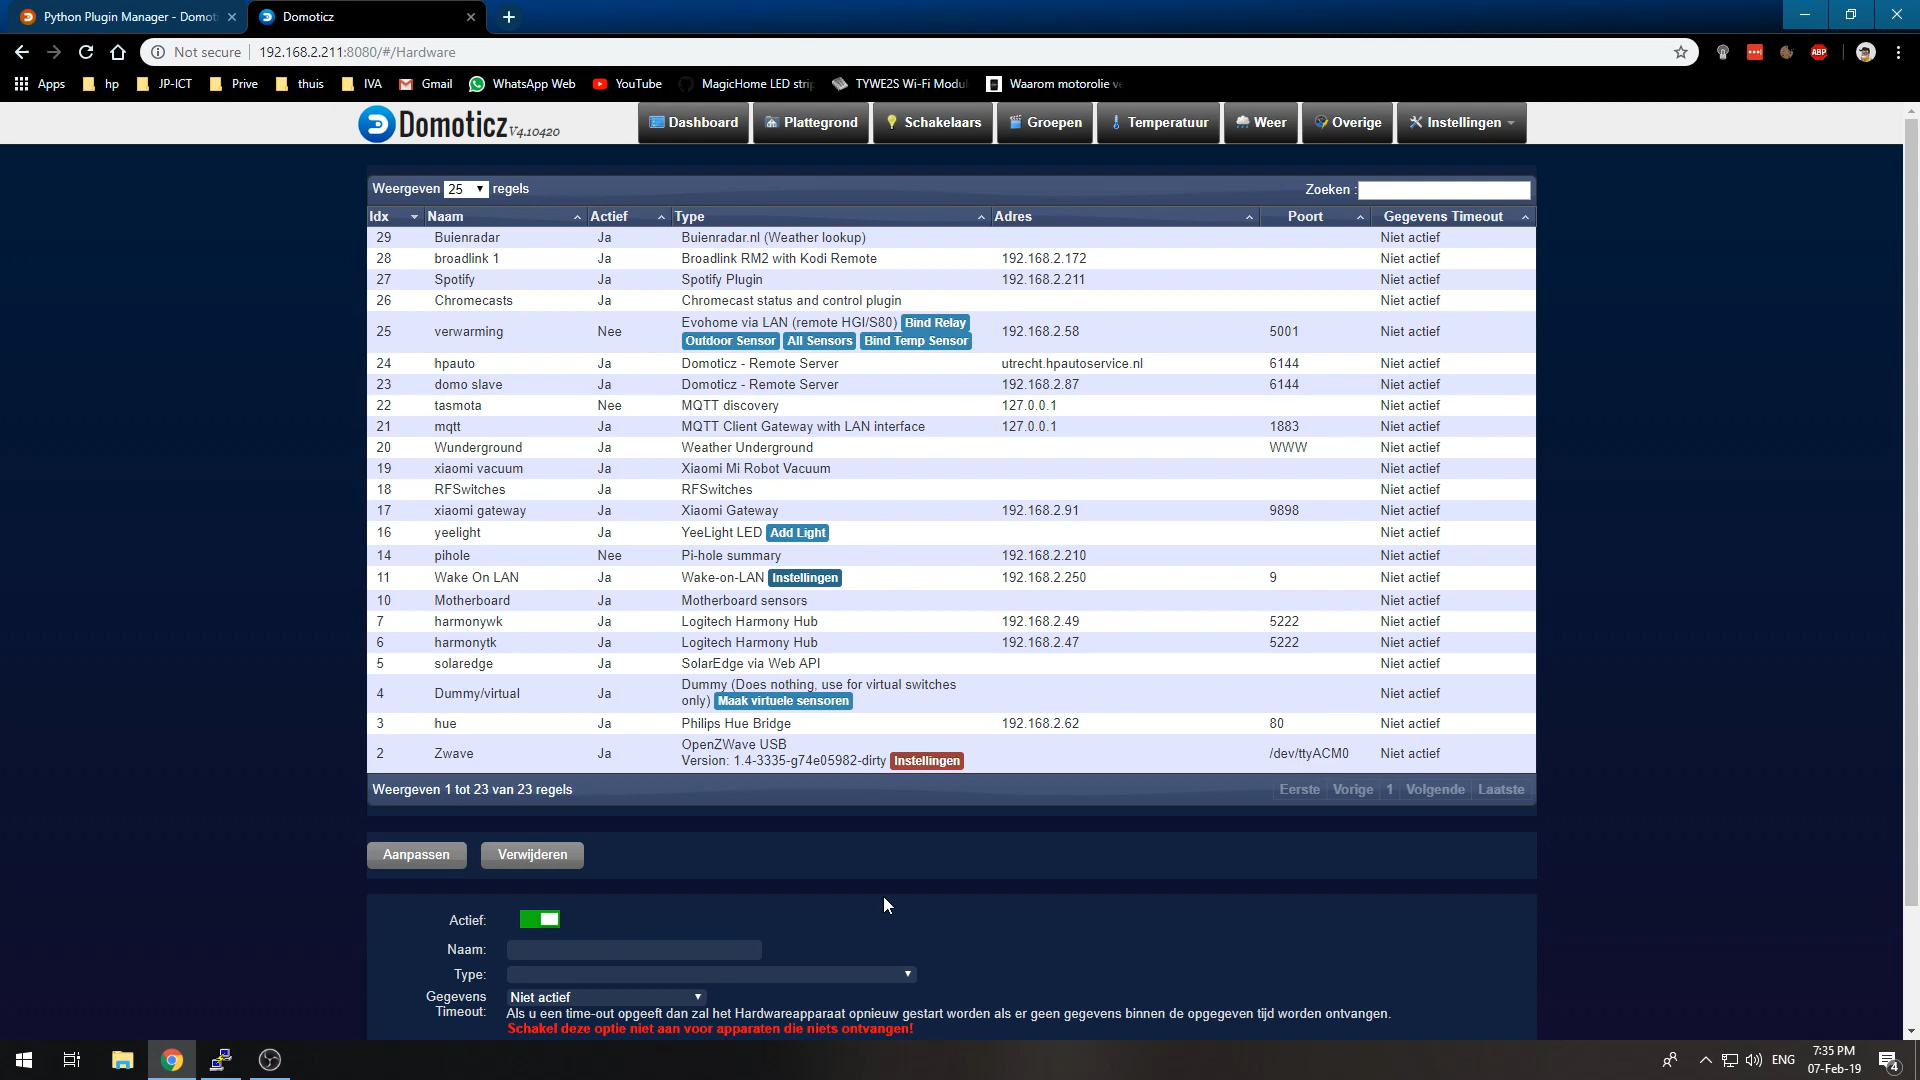 Python Plugin Manager - Domot
Domoticz
Not secure
192.168.2.211:8080/#/Hardware
ABP
Apps
hp
JP-ICT
Prive
thuis
IVA
Gmail
WhatsApp Web
YouTube
MagicHome LED strip
TYWE2S Wi-Fi Modul
Waarom motorolie ve
Domoticz V4.10420
Dashboard
Plattegrond
Schakelaars
Groepen
Temperatuur
Weer
Overige
Instellingen
Weergeven 25 regels
Zoeken :
Idx Naam Actief Type Adres Poort Gegevens Timeout
29 Buienradar Ja Buienradar.nl (Weather lookup) Niet actief
28 broadlink 1 Ja Broadlink RM2 with Kodi Remote 192.168.2.172 Niet actief
27 Spotify Ja Spotify Plugin 192.168.2.211 Niet actief
26 Chromecasts Ja Chromecast status and control plugin Niet actief
25 verwarming Nee Evohome via LAN (remote HGI/S80) Bind Relay
Outdoor Sensor All Sensors Bind Temp Sensor 192.168.2.58 5001 Niet actief
24 hpauto Ja Domoticz - Remote Server utrecht.hpautoservice.nl 6144 Niet actief
23 domo slave Ja Domoticz - Remote Server 192.168.2.87 6144 Niet actief
22 tasmota Nee MQTT discovery 127.0.0.1 Niet actief
21 mqtt Ja MQTT Client Gateway with LAN interface 127.0.0.1 1883 Niet actief
20 Wunderground Ja Weather Underground WWW Niet actief
19 xiaomi vacuum Ja Xiaomi Mi Robot Vacuum Niet actief
18 RFSwitches Ja RFSwitches Niet actief
17 xiaomi gateway Ja Xiaomi Gateway 192.168.2.91 9898 Niet actief
16 yeelight Ja YeeLight LED Add Light Niet actief
14 pihole Nee Pi-hole summary 192.168.2.210 Niet actief
11 Wake On LAN Ja Wake-on-LAN Instellingen 192.168.2.250 9 Niet actief
10 Motherboard Ja Motherboard sensors Niet actief
7 harmonywk Ja Logitech Harmony Hub 192.168.2.49 5222 Niet actief
6 harmonytk Ja Logitech Harmony Hub 192.168.2.47 5222 Niet actief
5 solaredge Ja SolarEdge via Web API Niet actief
4 Dummy/virtual Ja Dummy (Does nothing, use for virtual switches
only) Maak virtuele sensoren Niet actief
3 hue Ja Philips Hue Bridge 192.168.2.62 80 Niet actief
2 Zwave Ja OpenZWave USB
Version: 1.4-3335-g74e05982-dirty Instellingen /dev/ttyACM0 Niet actief
Weergeven 1 tot 23 van 23 regels
Eerste Vorige 1 Volgende Laatste
Aanpassen
Verwijderen
Actief:
Naam:
Type:
Gegevens
Timeout:
Niet actief
Als u een time-out opgeeft dan zal het Hardwareapparaat opnieuw gestart worden als er geen gegevens binnen de opgegeven tijd worden ontvangen.
Schakel deze optie niet aan voor apparaten die niets ontvangen!
ENG
7:35 PM
07-Feb-19
4